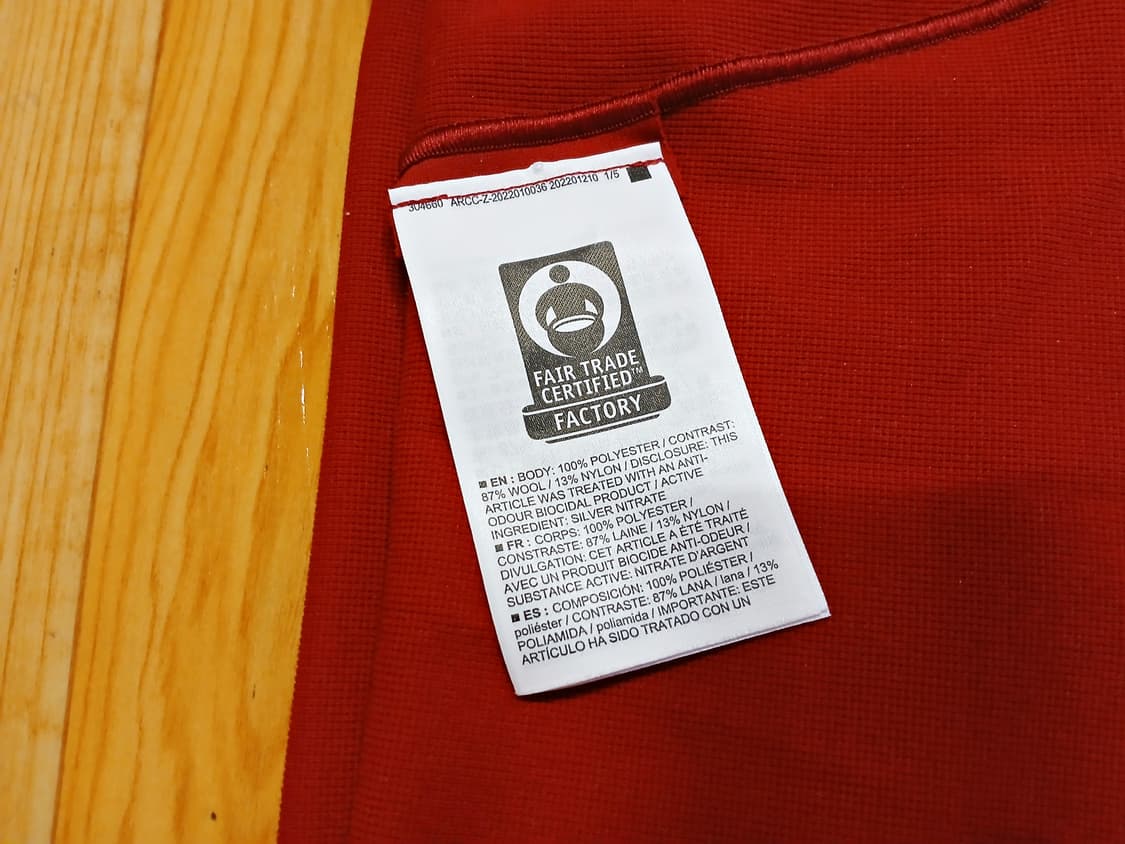 304660 ARCC-Z-2022010036 202201210 1/5
FAIR TRADE
CERTIFIED™
FACTORY
EN : BODY: 100% POLYESTER / CONTRAST:
87% WOOL / 13% NYLON / DISCLOSURE: THIS
ARTICLE WAS TREATED WITH AN ANTI-
ODOUR BIOCIDAL PRODUCT / ACTIVE
INGREDIENT: SILVER NITRATE
FR : CORPS: 100% POLYESTER /
CONSTRASTE: 87% LAINE / 13% NYLON /
DIVULGATION: CET ARTICLE A ÉTÉ TRAITÉ
AVEC UN PRODUIT BIOCIDE ANTI-ODEUR /
SUBSTANCE ACTIVE: NITRATE D'ARGENT
ES : COMPOSICIÓN: 100% POLIÉSTER /
poliéster / CONTRASTE: 87% LANA / lana / 13%
POLIAMIDA / poliamida / IMPORTANTE: ESTE
ARTÍCULO HA SIDO TRATADO CON UN